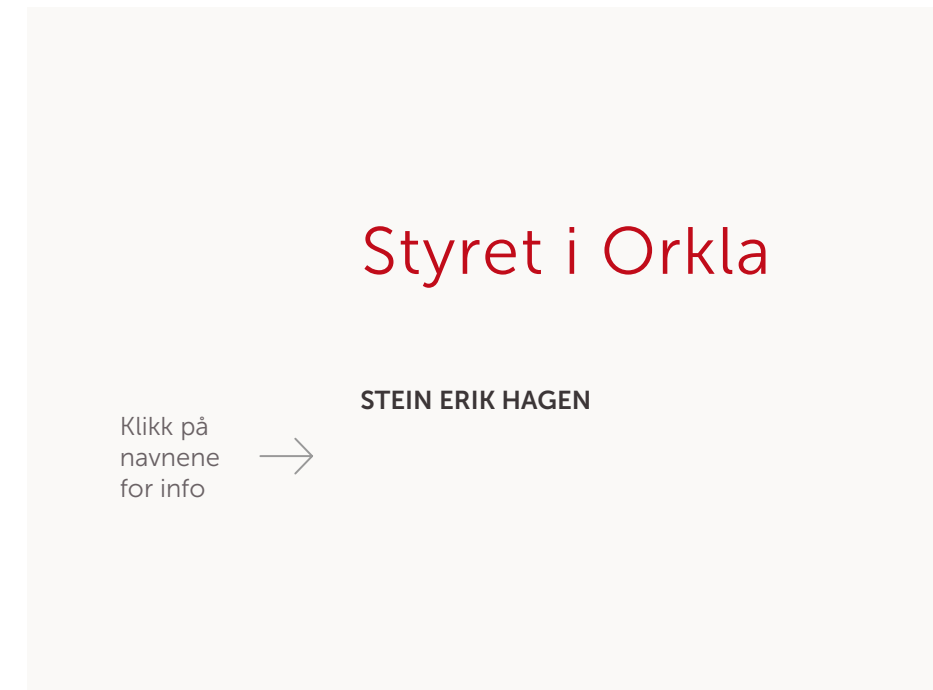 Styret i Orkla
STEIN ERIK HAGEN
Klikk på
navnene
for info